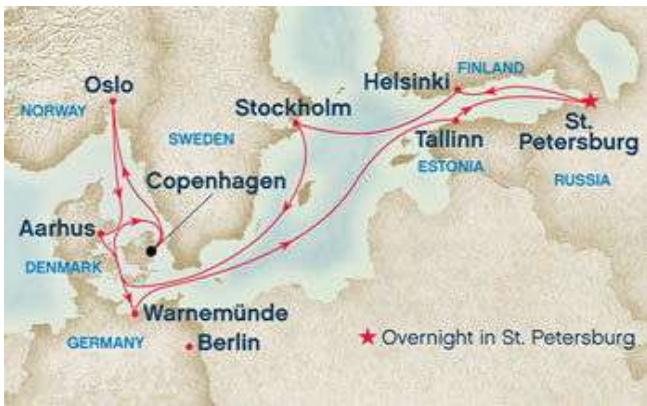 Oslo
NORWAY
SWEDEN
Stockholm
Helsinki
FINLAND
Tallinn
ESTONIA
St.
Petersburg
RUSSIA
Copenhagen
Aarhus
DENMARK
Warnemünde
GERMANY
Berlin
★ Overnight in St. Petersburg